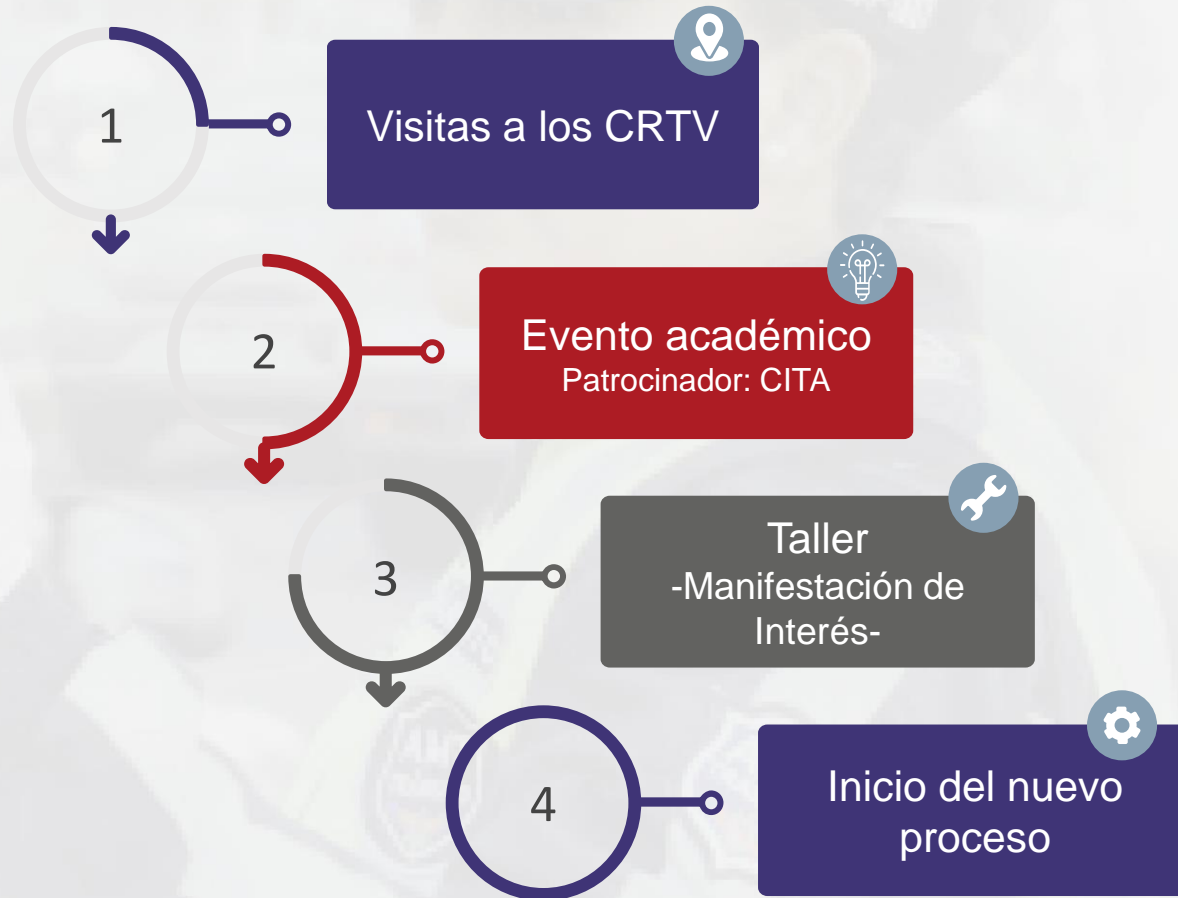 1
Visitas a los CRTV
2
Evento académico
Patrocinador: CITA
3
Taller
-Manifestación de
Interés-
4
Inicio del nuevo
proceso